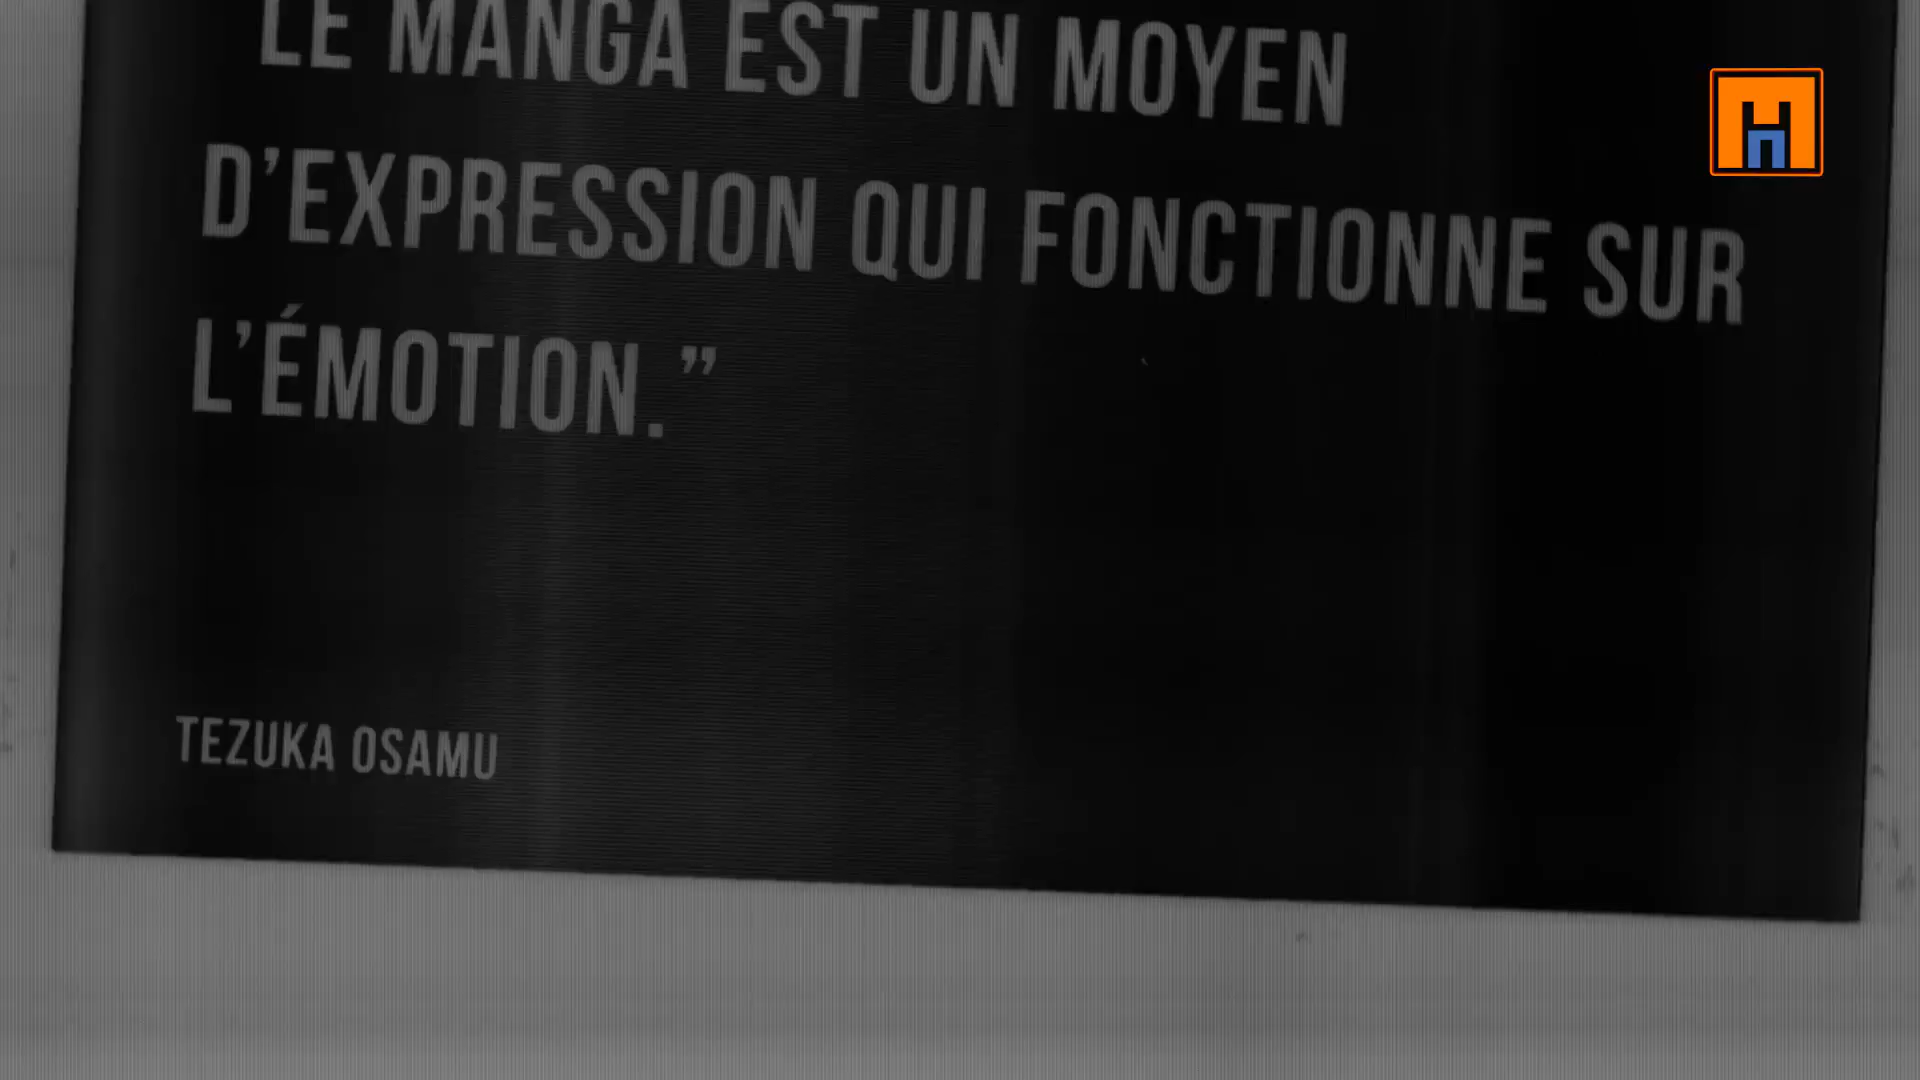 LE MANGA EST UN MOYEN
D’EXPRESSION QUI FONCTIONNE SUR
L’ÉMOTION.”
TEZUKA OSAMU